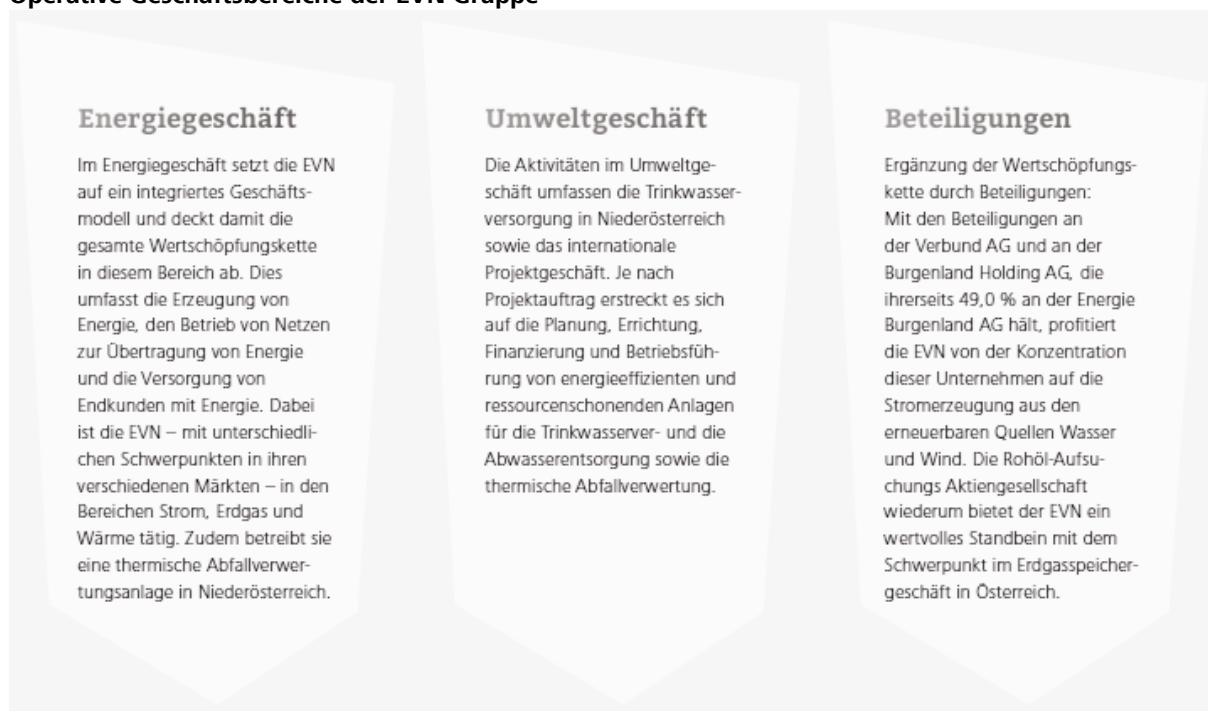 Operative Geschäftsbereiche der EVN Gruppe
Energiegeschäft
Im Energiegeschäft setzt die EVN
auf ein integriertes Geschäfts-
modell und deckt damit die
gesamte Wertschöpfungskette
in diesem Bereich ab. Dies
umfasst die Erzeugung von
Energie, den Betrieb von Netzen
zur Übertragung von Energie
und die Versorgung von
Endkunden mit Energie. Dabei
ist die EVN – mit unterschiedli-
chen Schwerpunkten in ihren
verschiedenen Märkten – in den
Bereichen Strom, Erdgas und
Wärme tätig. Zudem betreibt sie
eine thermische Abfallverwer-
tungsanlage in Niederösterreich.
Umweltgeschäft
Die Aktivitäten im Umweltge-
schäft umfassen die Trinkwasser-
versorgung in Niederösterreich
sowie das internationale
Projektgeschäft. Je nach
Projektauftrag erstreckt es sich
auf die Planung, Errichtung,
Finanzierung und Betriebsfüh-
rung von energieeffizienten und
ressourcenschonenden Anlagen
für die Trinkwasserver- und die
Abwasserentsorgung sowie die
thermische Abfallverwertung.
Beteiligungen
Ergänzung der Wertschöpfungs-
kette durch Beteiligungen:
Mit den Beteiligungen an
der Verbund AG und an der
Burgenland Holding AG, die
ihrerseits 49,0 % an der Energie
Burgenland AG hält, profitiert
die EVN von der Konzentration
dieser Unternehmen auf die
Stromerzeugung aus den
erneuerbaren Quellen Wasser
und Wind. Die Rohöl-Aufsu-
chungs Aktiengesellschaft
wiederum bietet der EVN ein
wertvolles Standbein mit dem
Schwerpunkt im Erdgasspeicher-
geschäft in Österreich.